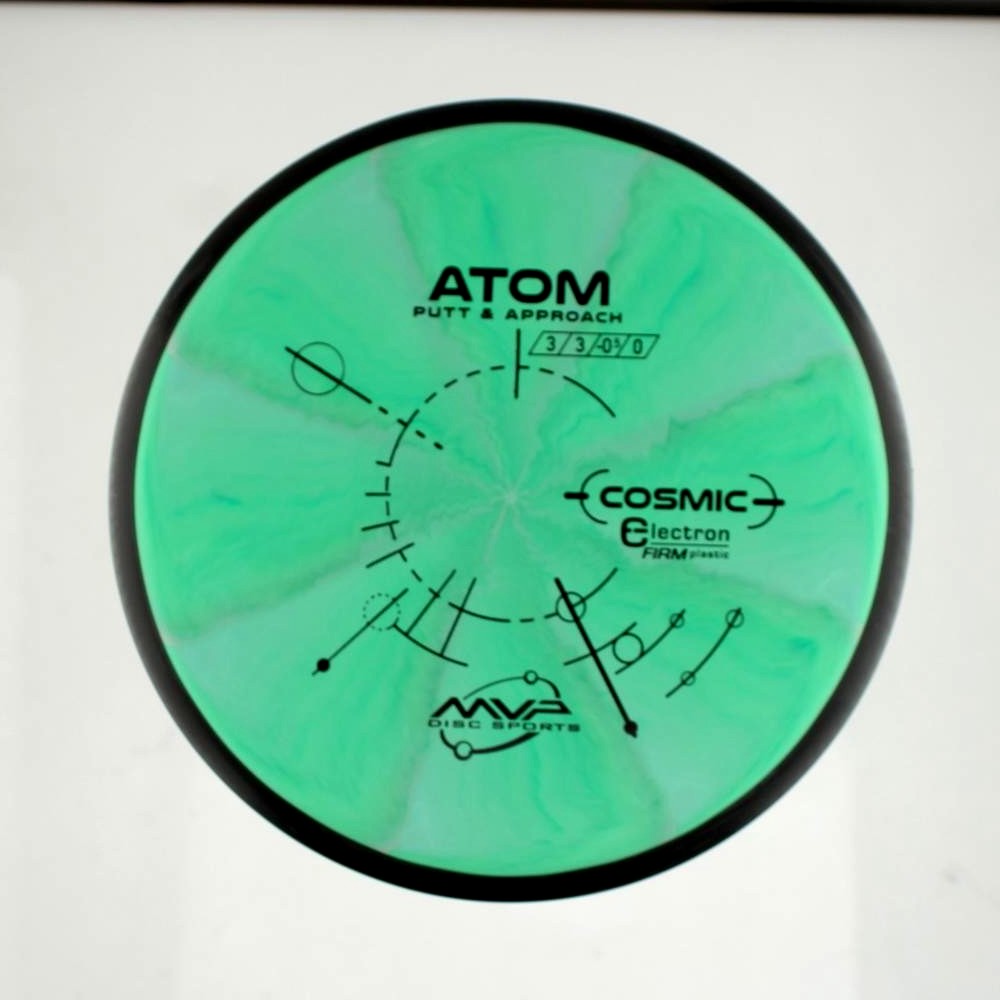 ATOM
PUTT & APPROACH
3 3 -0.5 0
COSMIC
Electron
FIRM plastic
MVP
DISC SPORTS